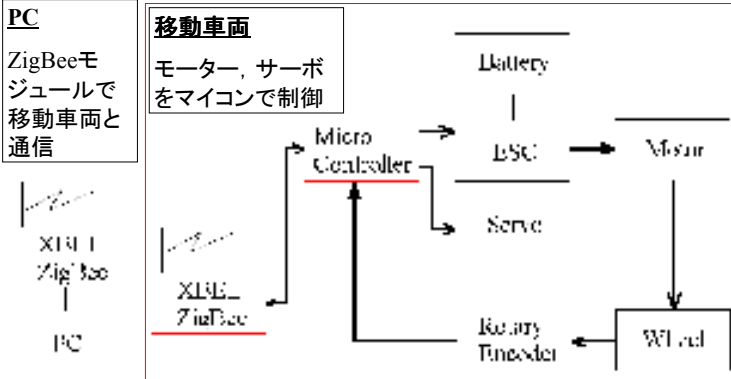 PC
ZigBeeモ
ジュールで
移動車両と
通信
XBEE
ZigBee
PC
移動車両
モーター，サーボ
をマイコンで制御
Battery
ESC
Motor
Micro
Controller
Servo
XBEE
ZigBee
Rotary
Encoder
Wheel